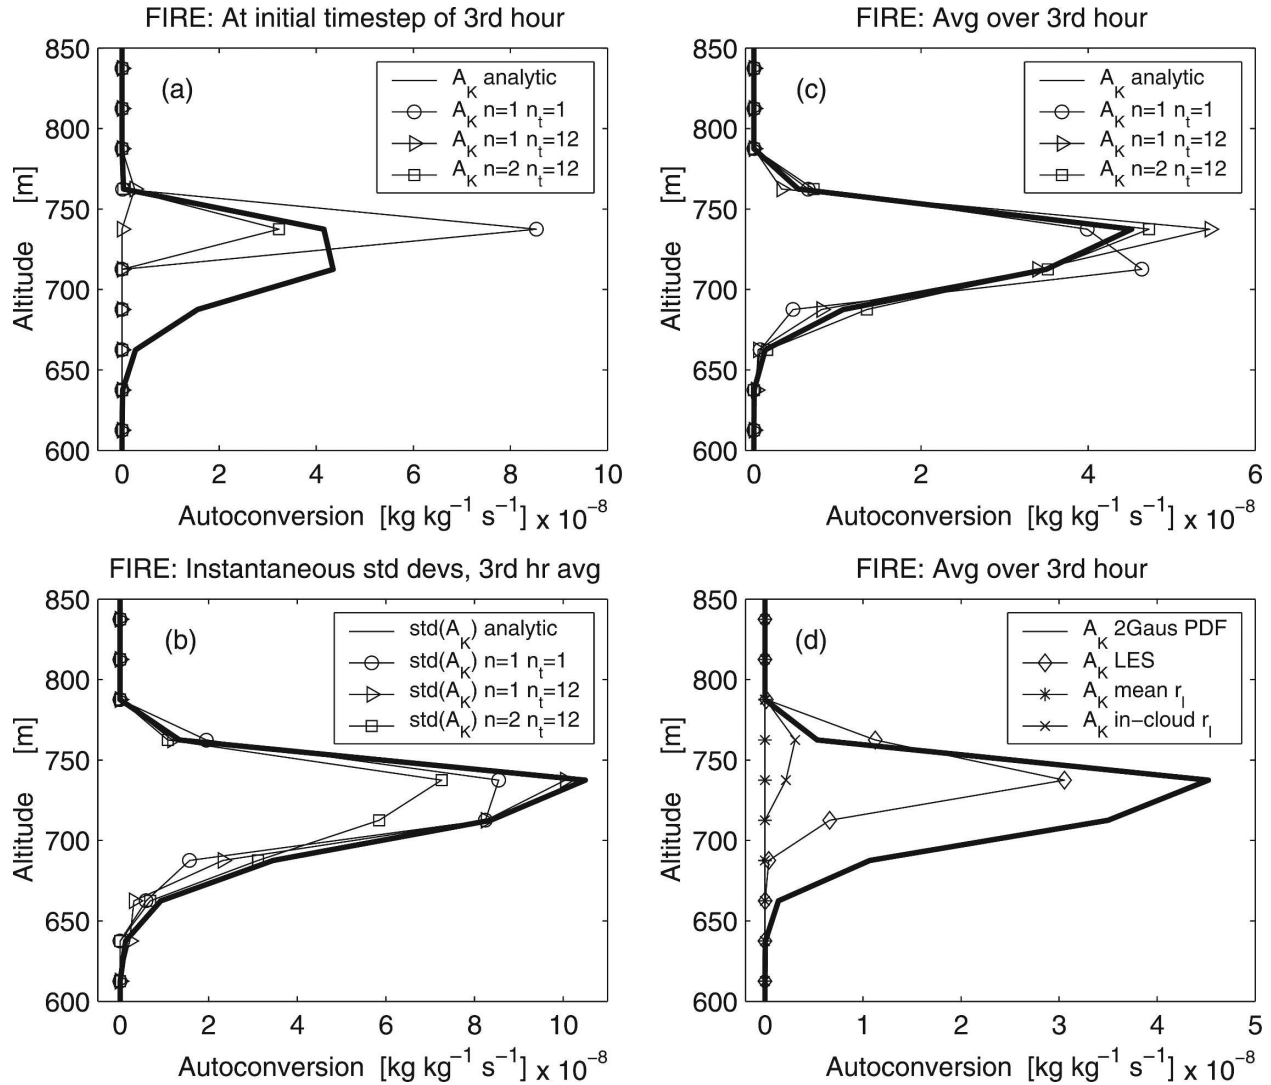 FIRE: At initial timestep of 3rd hour
(a)
A_K analytic
A_K n=1 n_t=1
A_K n=1 n_t=12
A_K n=2 n_t=12
850
800
750
700
650
600
Altitude [m]
0 2 4 6 8 10
Autoconversion [kg kg⁻¹ s⁻¹] x 10⁻⁸
FIRE: Avg over 3rd hour
(c)
A_K analytic
A_K n=1 n_t=1
A_K n=1 n_t=12
A_K n=2 n_t=12
850
800
750
700
650
600
Altitude [m]
0 2 4 6
Autoconversion [kg kg⁻¹ s⁻¹] x 10⁻⁸
FIRE: Instantaneous std devs, 3rd hr avg
(b)
std(A_K) analytic
std(A_K) n=1 n_t=1
std(A_K) n=1 n_t=12
std(A_K) n=2 n_t=12
850
800
750
700
650
600
Altitude [m]
0 2 4 6 8 10
Autoconversion [kg kg⁻¹ s⁻¹] x 10⁻⁸
FIRE: Avg over 3rd hour
(d)
A_K 2Gaus PDF
A_K LES
A_K mean r_l
A_K in-cloud r_l
850
800
750
700
650
600
Altitude [m]
0 1 2 3 4 5
Autoconversion [kg kg⁻¹ s⁻¹] x 10⁻⁸